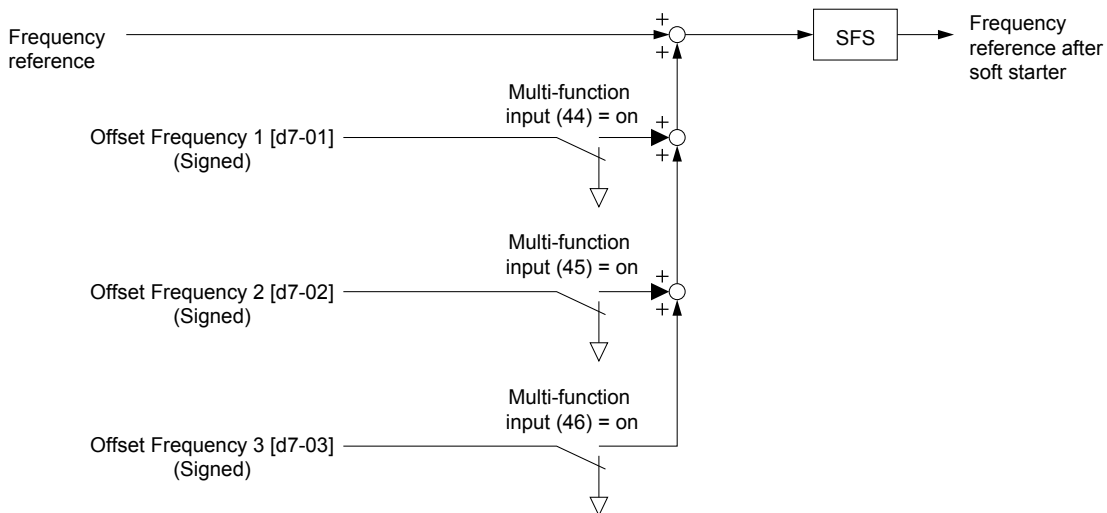 Frequency
reference
+
+
SFS
Frequency
reference after
soft starter
Multi-function
input (44) = on
Offset Frequency 1 [d7-01]
(Signed)
+
+
Multi-function
input (45) = on
Offset Frequency 2 [d7-02]
(Signed)
+
+
Multi-function
input (46) = on
Offset Frequency 3 [d7-03]
(Signed)